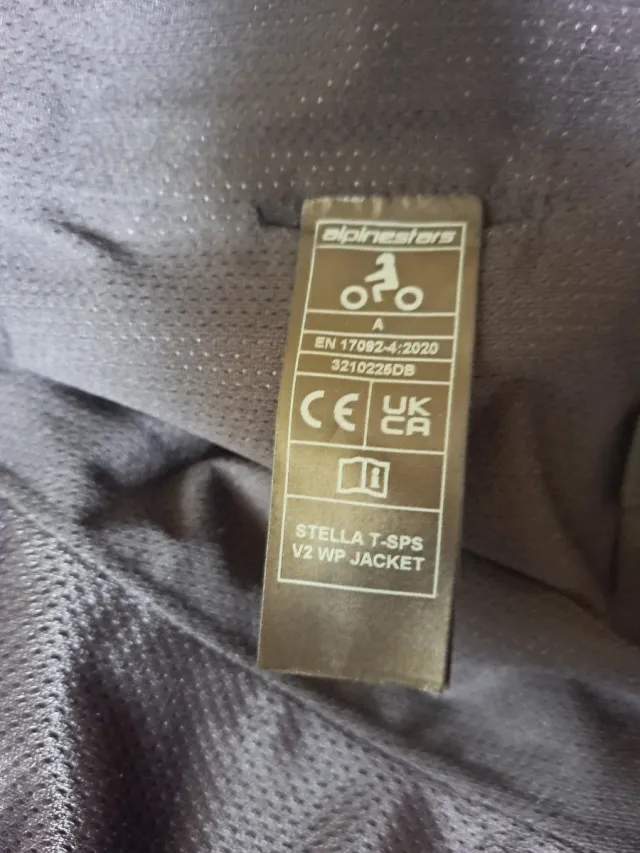 alpinestars
A
EN 17092-4:2020
3210225DB
CE
UK
CA
i
STELLA T-SPS
V2 WP JACKET